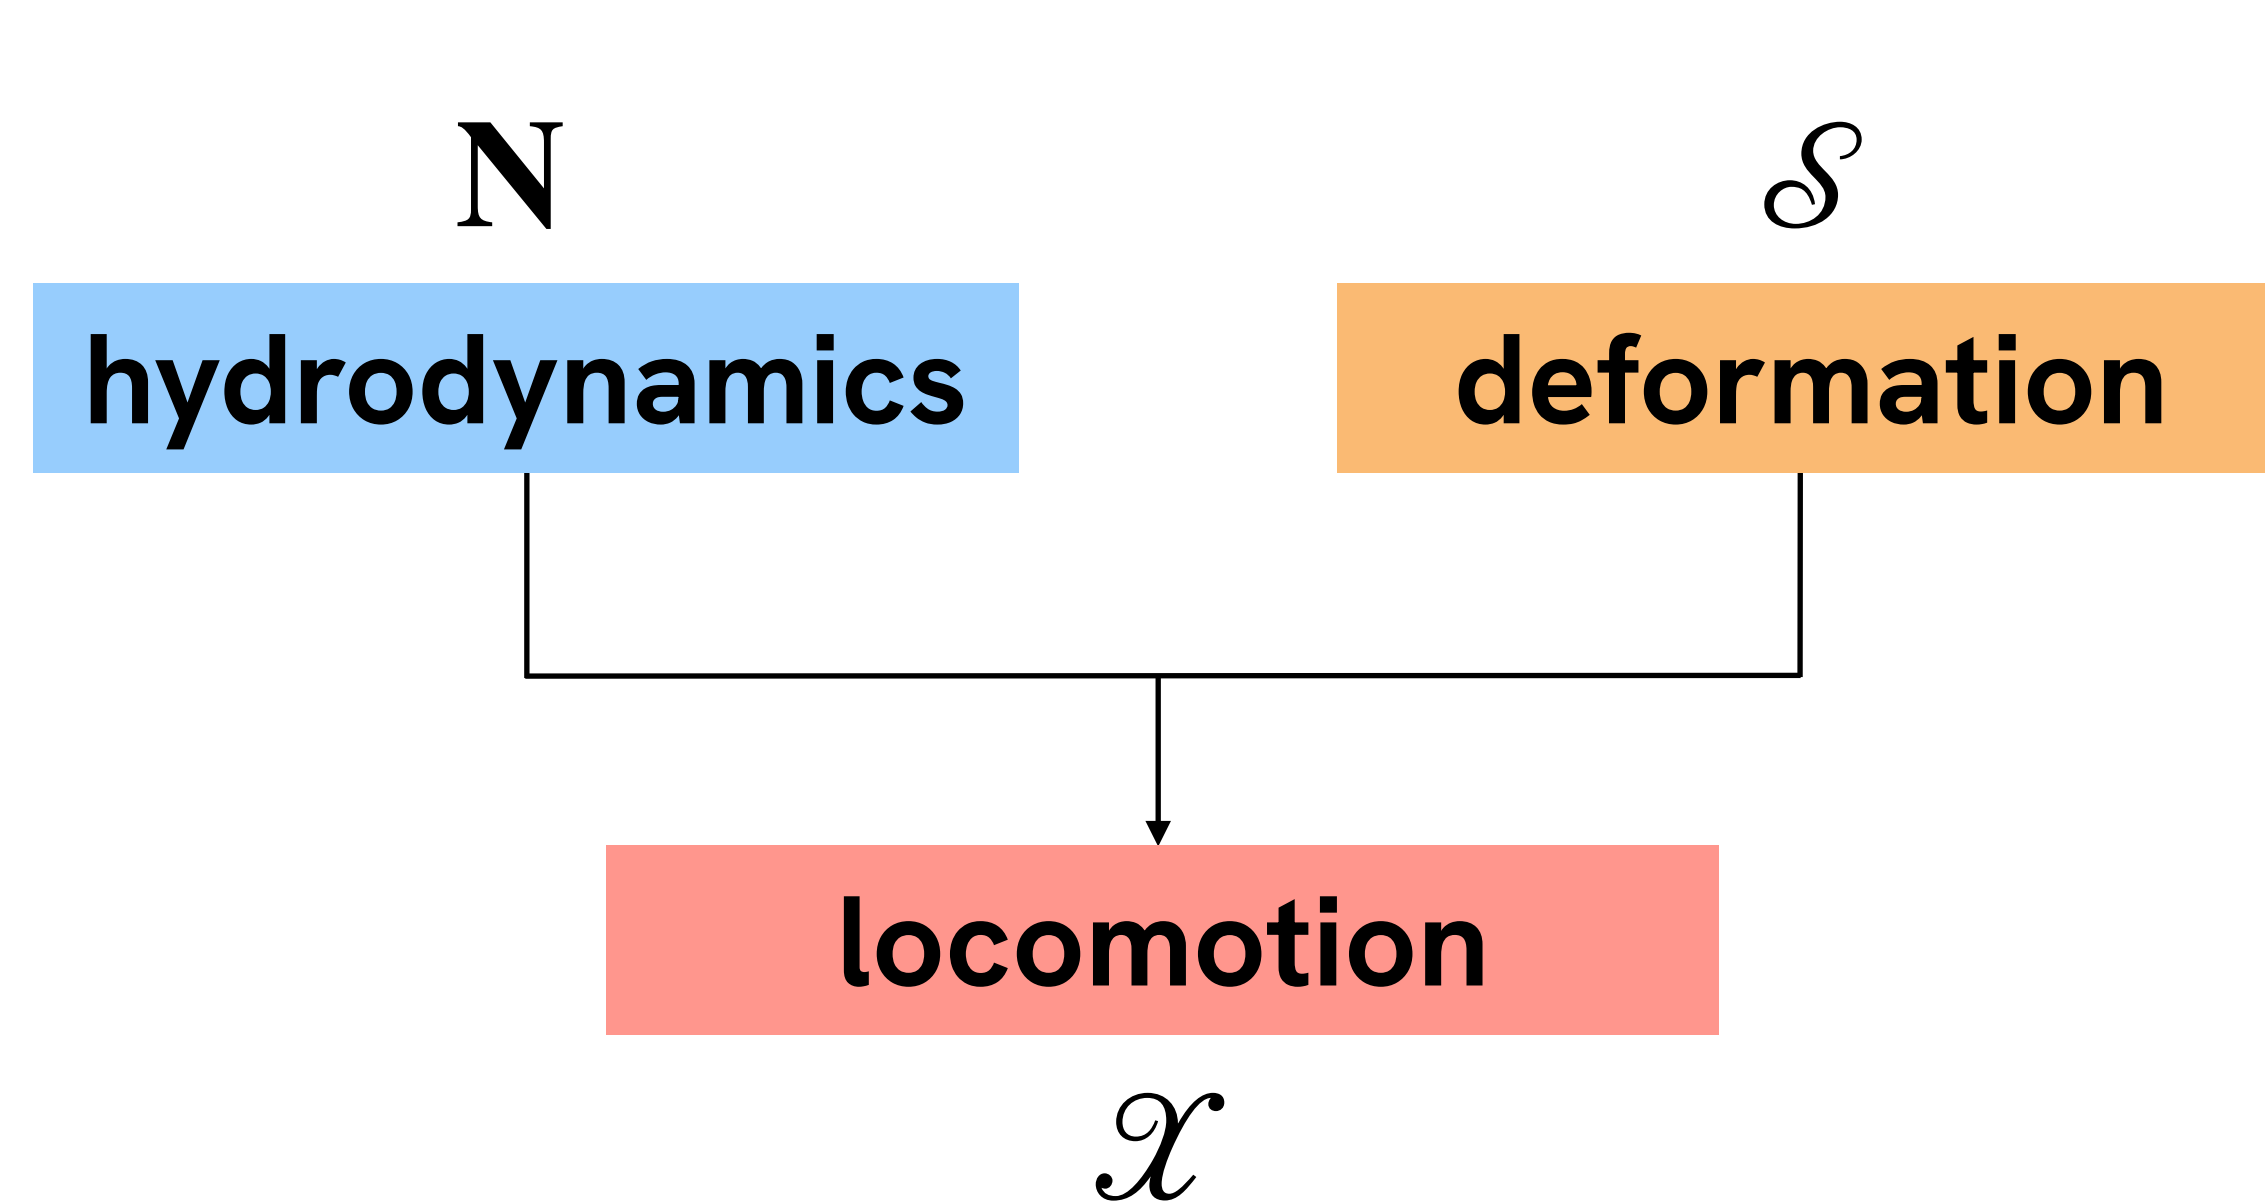 N
𝒮
hydrodynamics
deformation
locomotion
𝒳